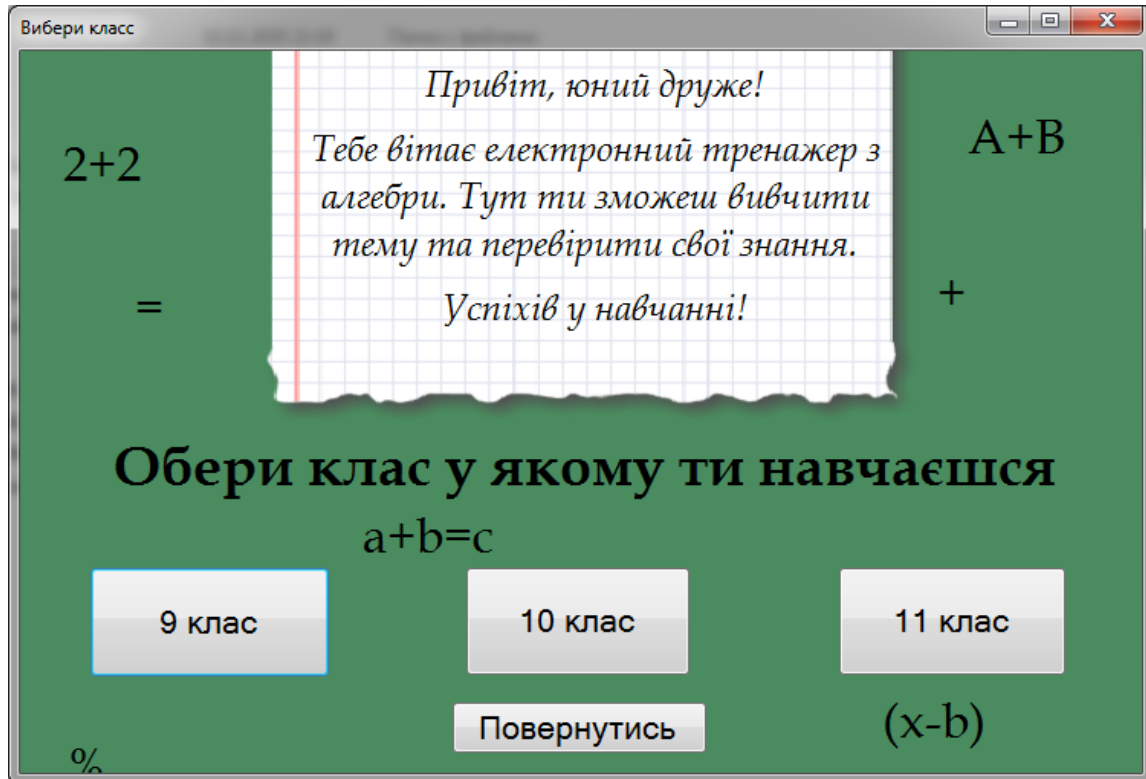 Вибери класс
Привіт, юний друже!
2+2
A+B
Тебе вітає електронний тренажер з
алгебри. Тут ти зможеш вивчити
тему та перевірити свої знання.
=
+
Успіхів у навчанні!
Обери клас у якому ти навчаєшся
a+b=c
9 клас
10 клас
11 клас
Повернутись
(x-b)
%